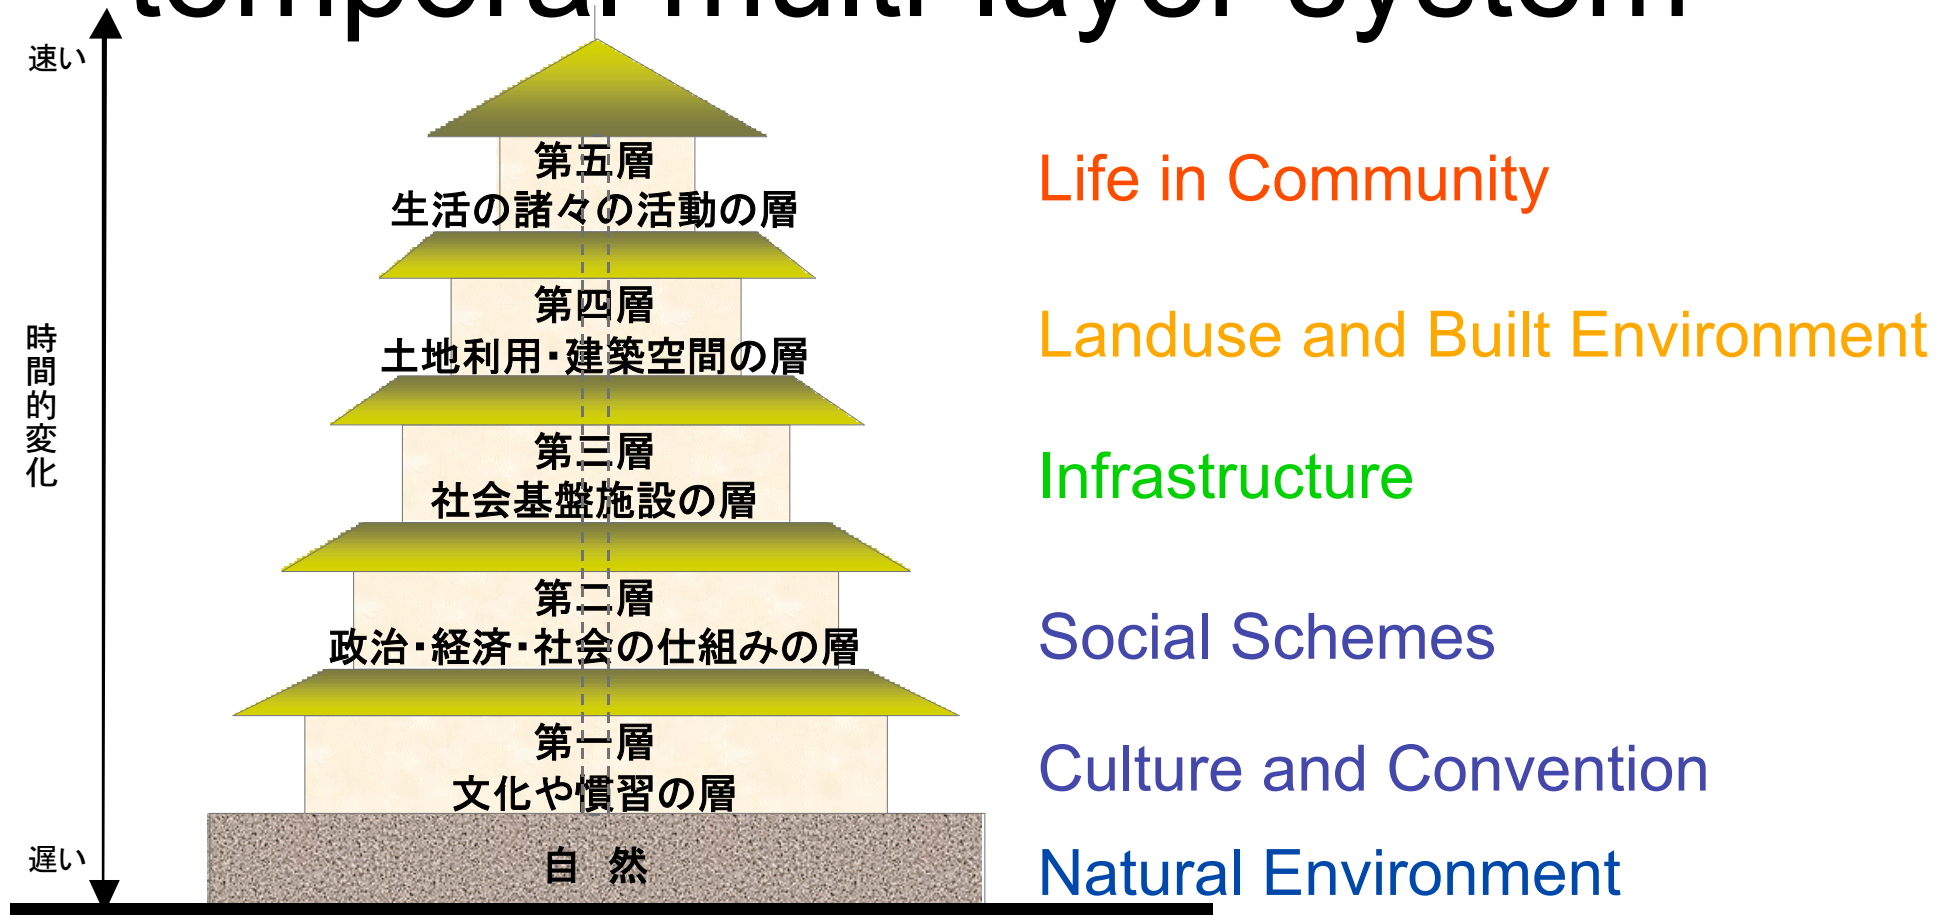 temporal multi layer system
速い
時間的変化
遅い
第五層
生活の諸々の活動の層
Life in Community
第四層
土地利用・建築空間の層
Landuse and Built Environment
第三層
社会基盤施設の層
Infrastructure
第二層
政治・経済・社会の仕組みの層
Social Schemes
第一層
文化や慣習の層
Culture and Convention
自 然
Natural Environment